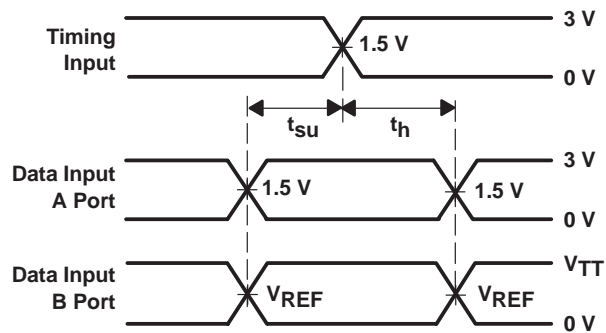 3 V
Timing
Input
1.5 V
0 V
tsu
th
3 V
Data Input
A Port
1.5 V
1.5 V
0 V
VTT
Data Input
B Port
VREF
VREF
0 V